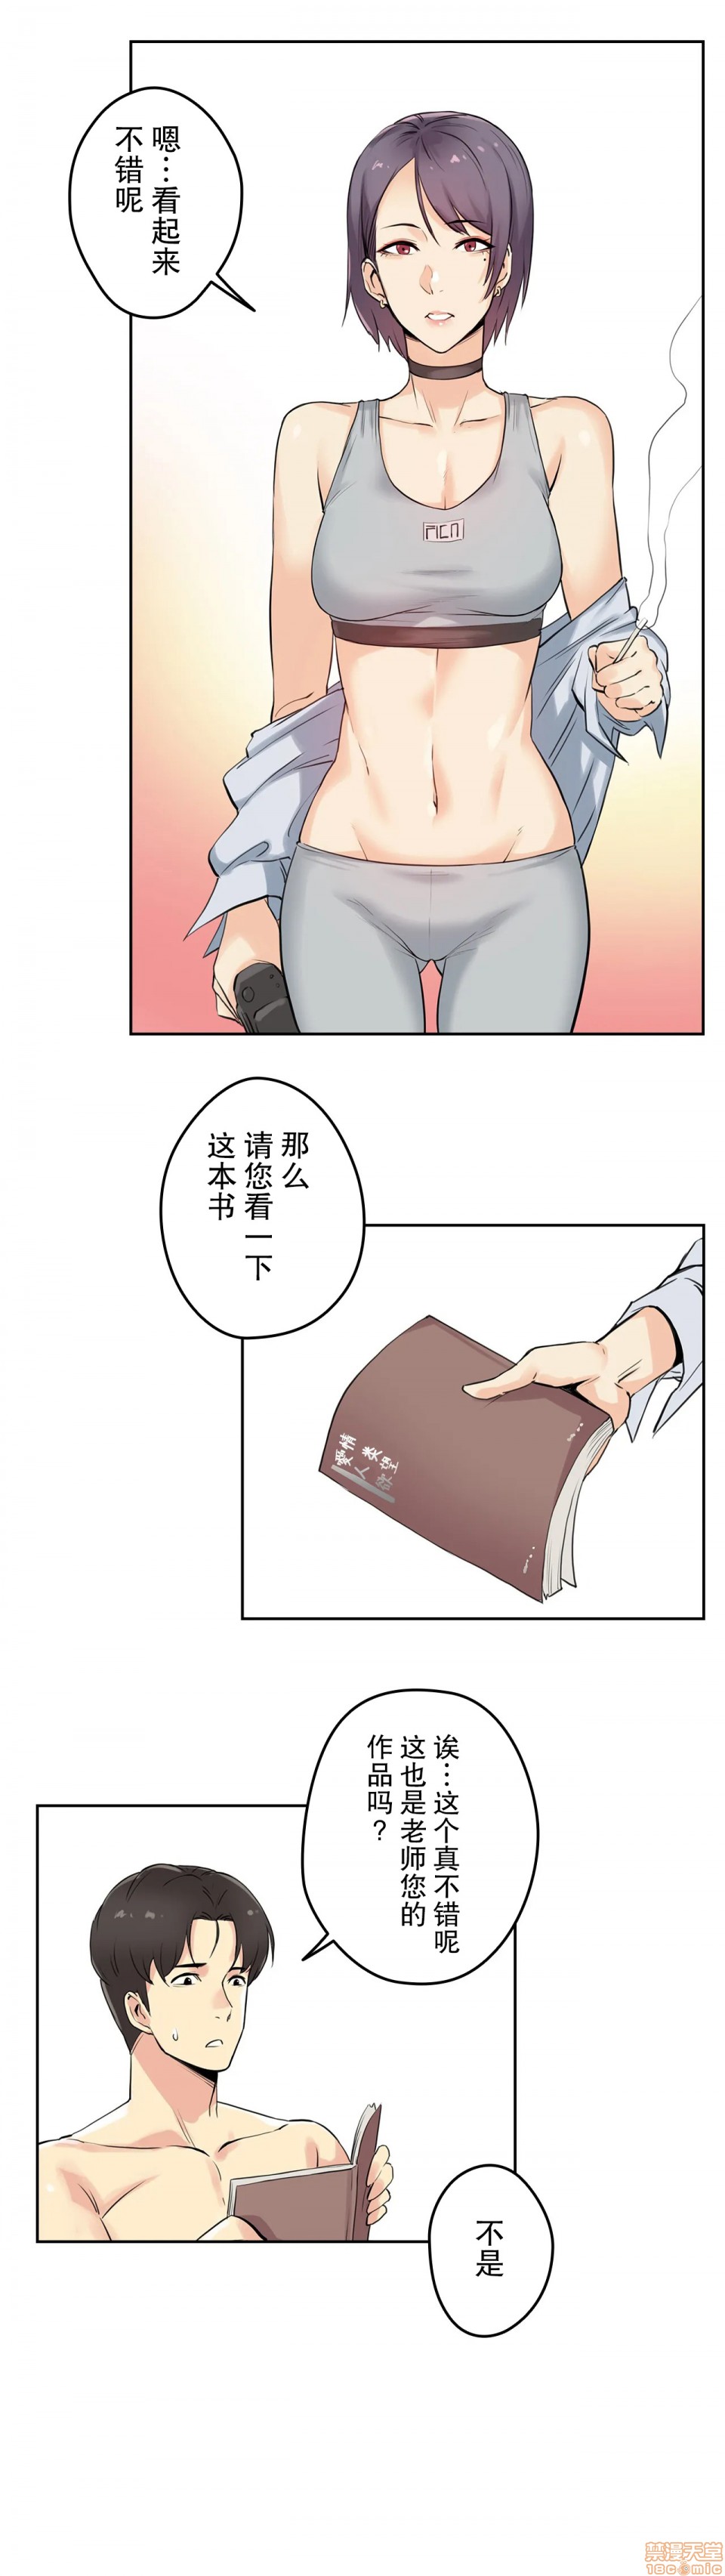 嗯…看起来
不错呢
PICN
那么
请您看一下
这本书
诶…这个真不错呢
这也是老师您的
作品吗？
不是
禁漫天堂
18comic